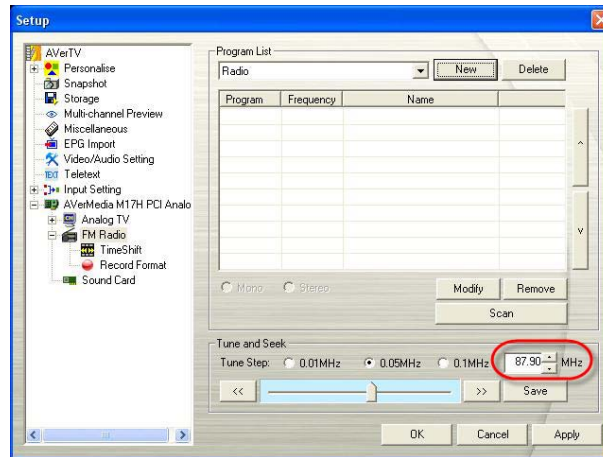 Setup
AVerTV
Personalise
Snapshot
Storage
Multi-channel Preview
Miscellaneous
EPG Import
Video/Audio Setting
TEXT Teletext
Input Setting
AVerMedia M17H PCI Analo
Analog TV
FM Radio
TimeShift
Record Format
Sound Card
Program List
Radio New Delete
Program Frequency Name
Mono Stereo Modify Remove
Scan
Tune and Seek
Tune Step: 0.01MHz 0.05MHz 0.1MHz 87.90 MHz
<< >> Save
OK Cancel Apply